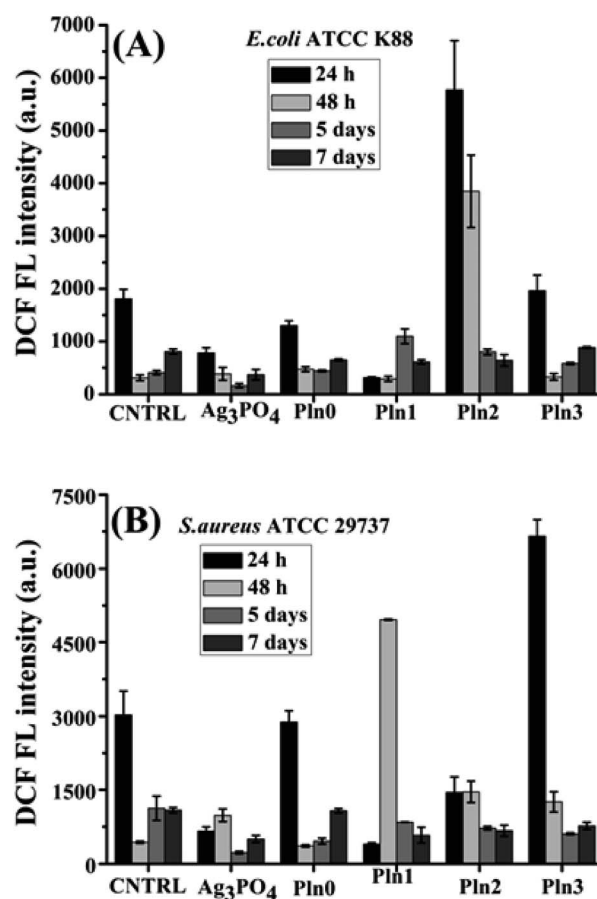 (A)
E.coli ATCC K88
24 h
48 h
5 days
7 days
DCF FL intensity (a.u.)
7000
6000
5000
4000
3000
2000
1000
0
CNTRL Ag₃PO₄ Pln0 Pln1 Pln2 Pln3
(B)
S.aureus ATCC 29737
24 h
48 h
5 days
7 days
DCF FL intensity (a.u.)
7500
6000
4500
3000
1500
0
CNTRL Ag₃PO₄ Pln0 Pln1 Pln2 Pln3